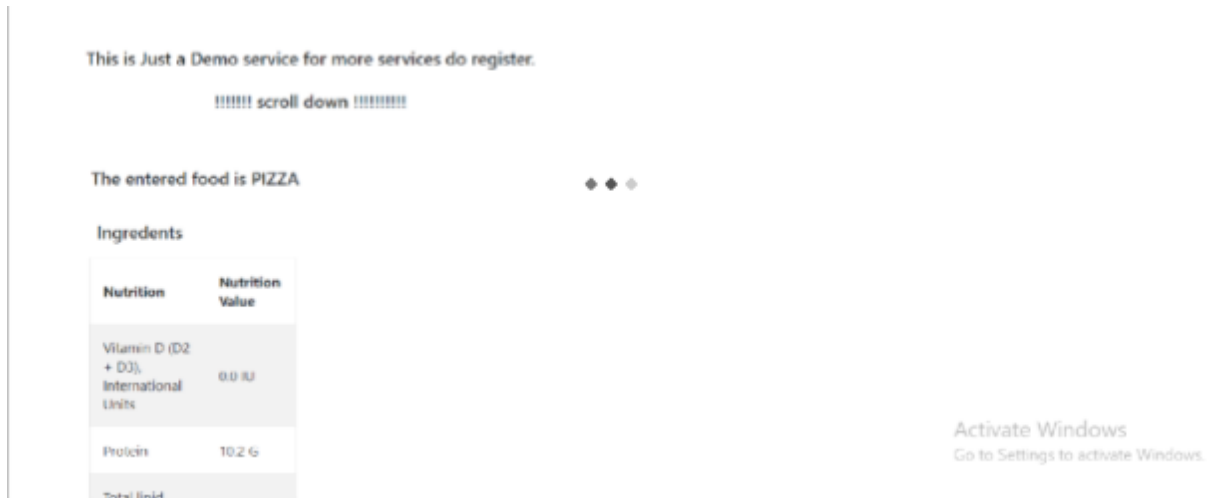 This is Just a Demo service for more services do register.
!!!!!!! scroll down !!!!!!!!!!
The entered food is PIZZA
Ingredents
Nutrition
Nutrition
Value
Vitamin D (D2
+ D3),
International
Units
0.0 IU
Protein
10.2 G
Total lipid
Activate Windows
Go to Settings to activate Windows.